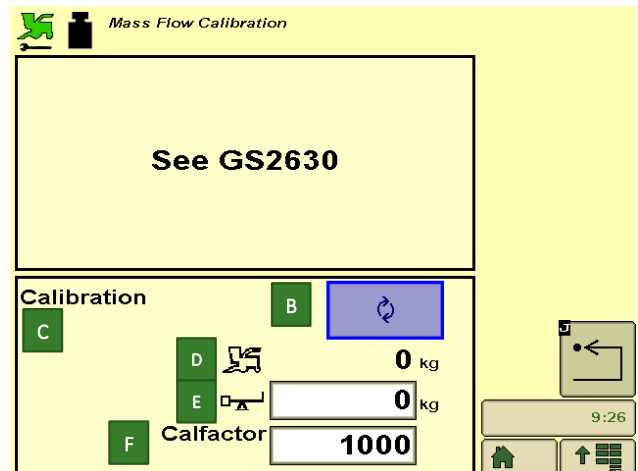 Mass Flow Calibration
See GS2630
Calibration
B
C
D
0 kg
E
0 kg
F
Calfactor
1000
J
9:26